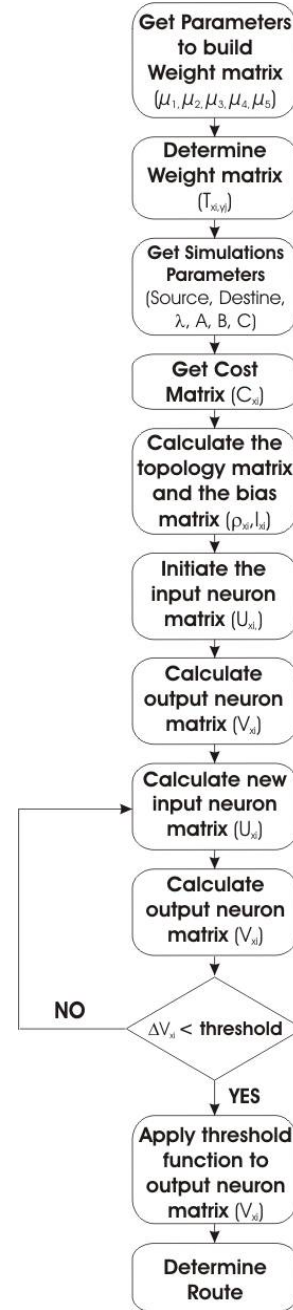 Get Parameters
to build
Weight matrix
(μ₁,μ₂,μ₃,μ₄,μ₅)
Determine
Weight matrix
(Txi,yj)
Get Simulations
Parameters
(Source, Destine,
λ, A, B, C)
Get Cost
Matrix (Cxi)
Calculate the
topology matrix
and the bias
matrix (ρxi,Ixi)
Initiate the
input neuron
matrix (Uxi,)
Calculate
output neuron
matrix (Vxi)
Calculate new
input neuron
matrix (Uxi)
Calculate
output neuron
matrix (Vxi)
NO
ΔVxi < threshold
YES
Apply threshold
function to
output neuron
matrix (Vxi)
Determine
Route